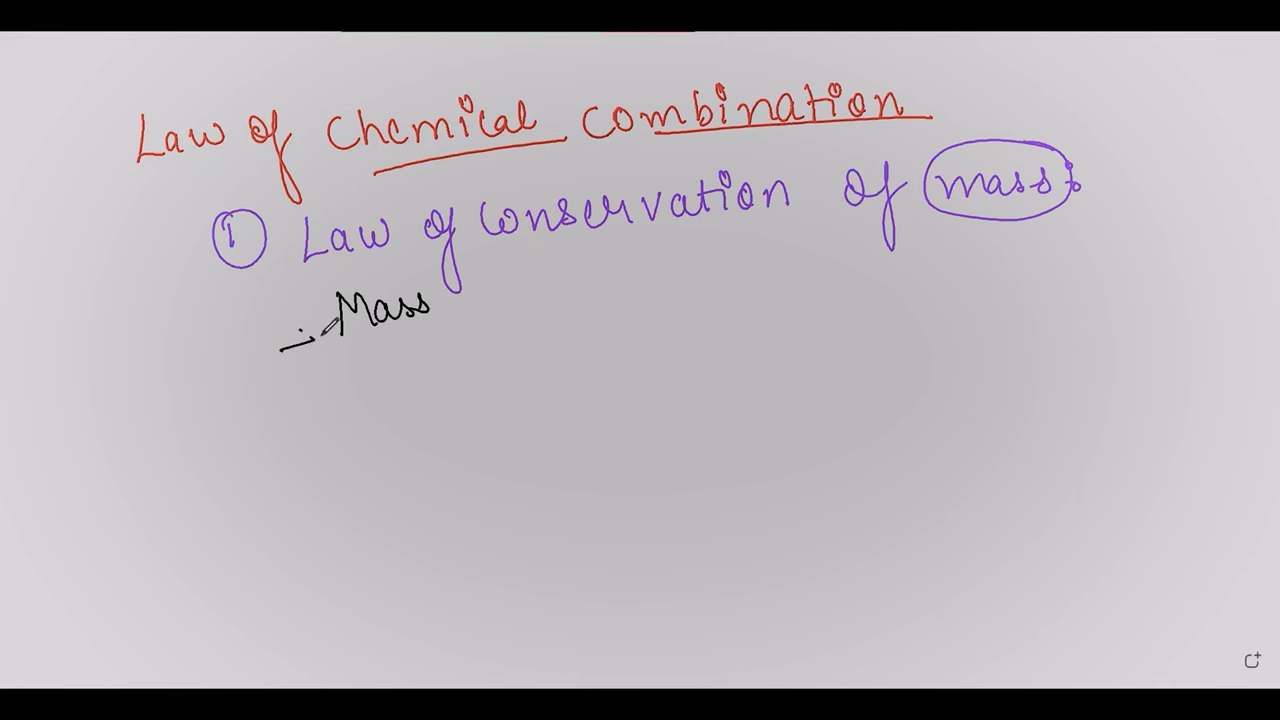 Law of Chemical Combination
① Law of Conservation of mass:
Mass